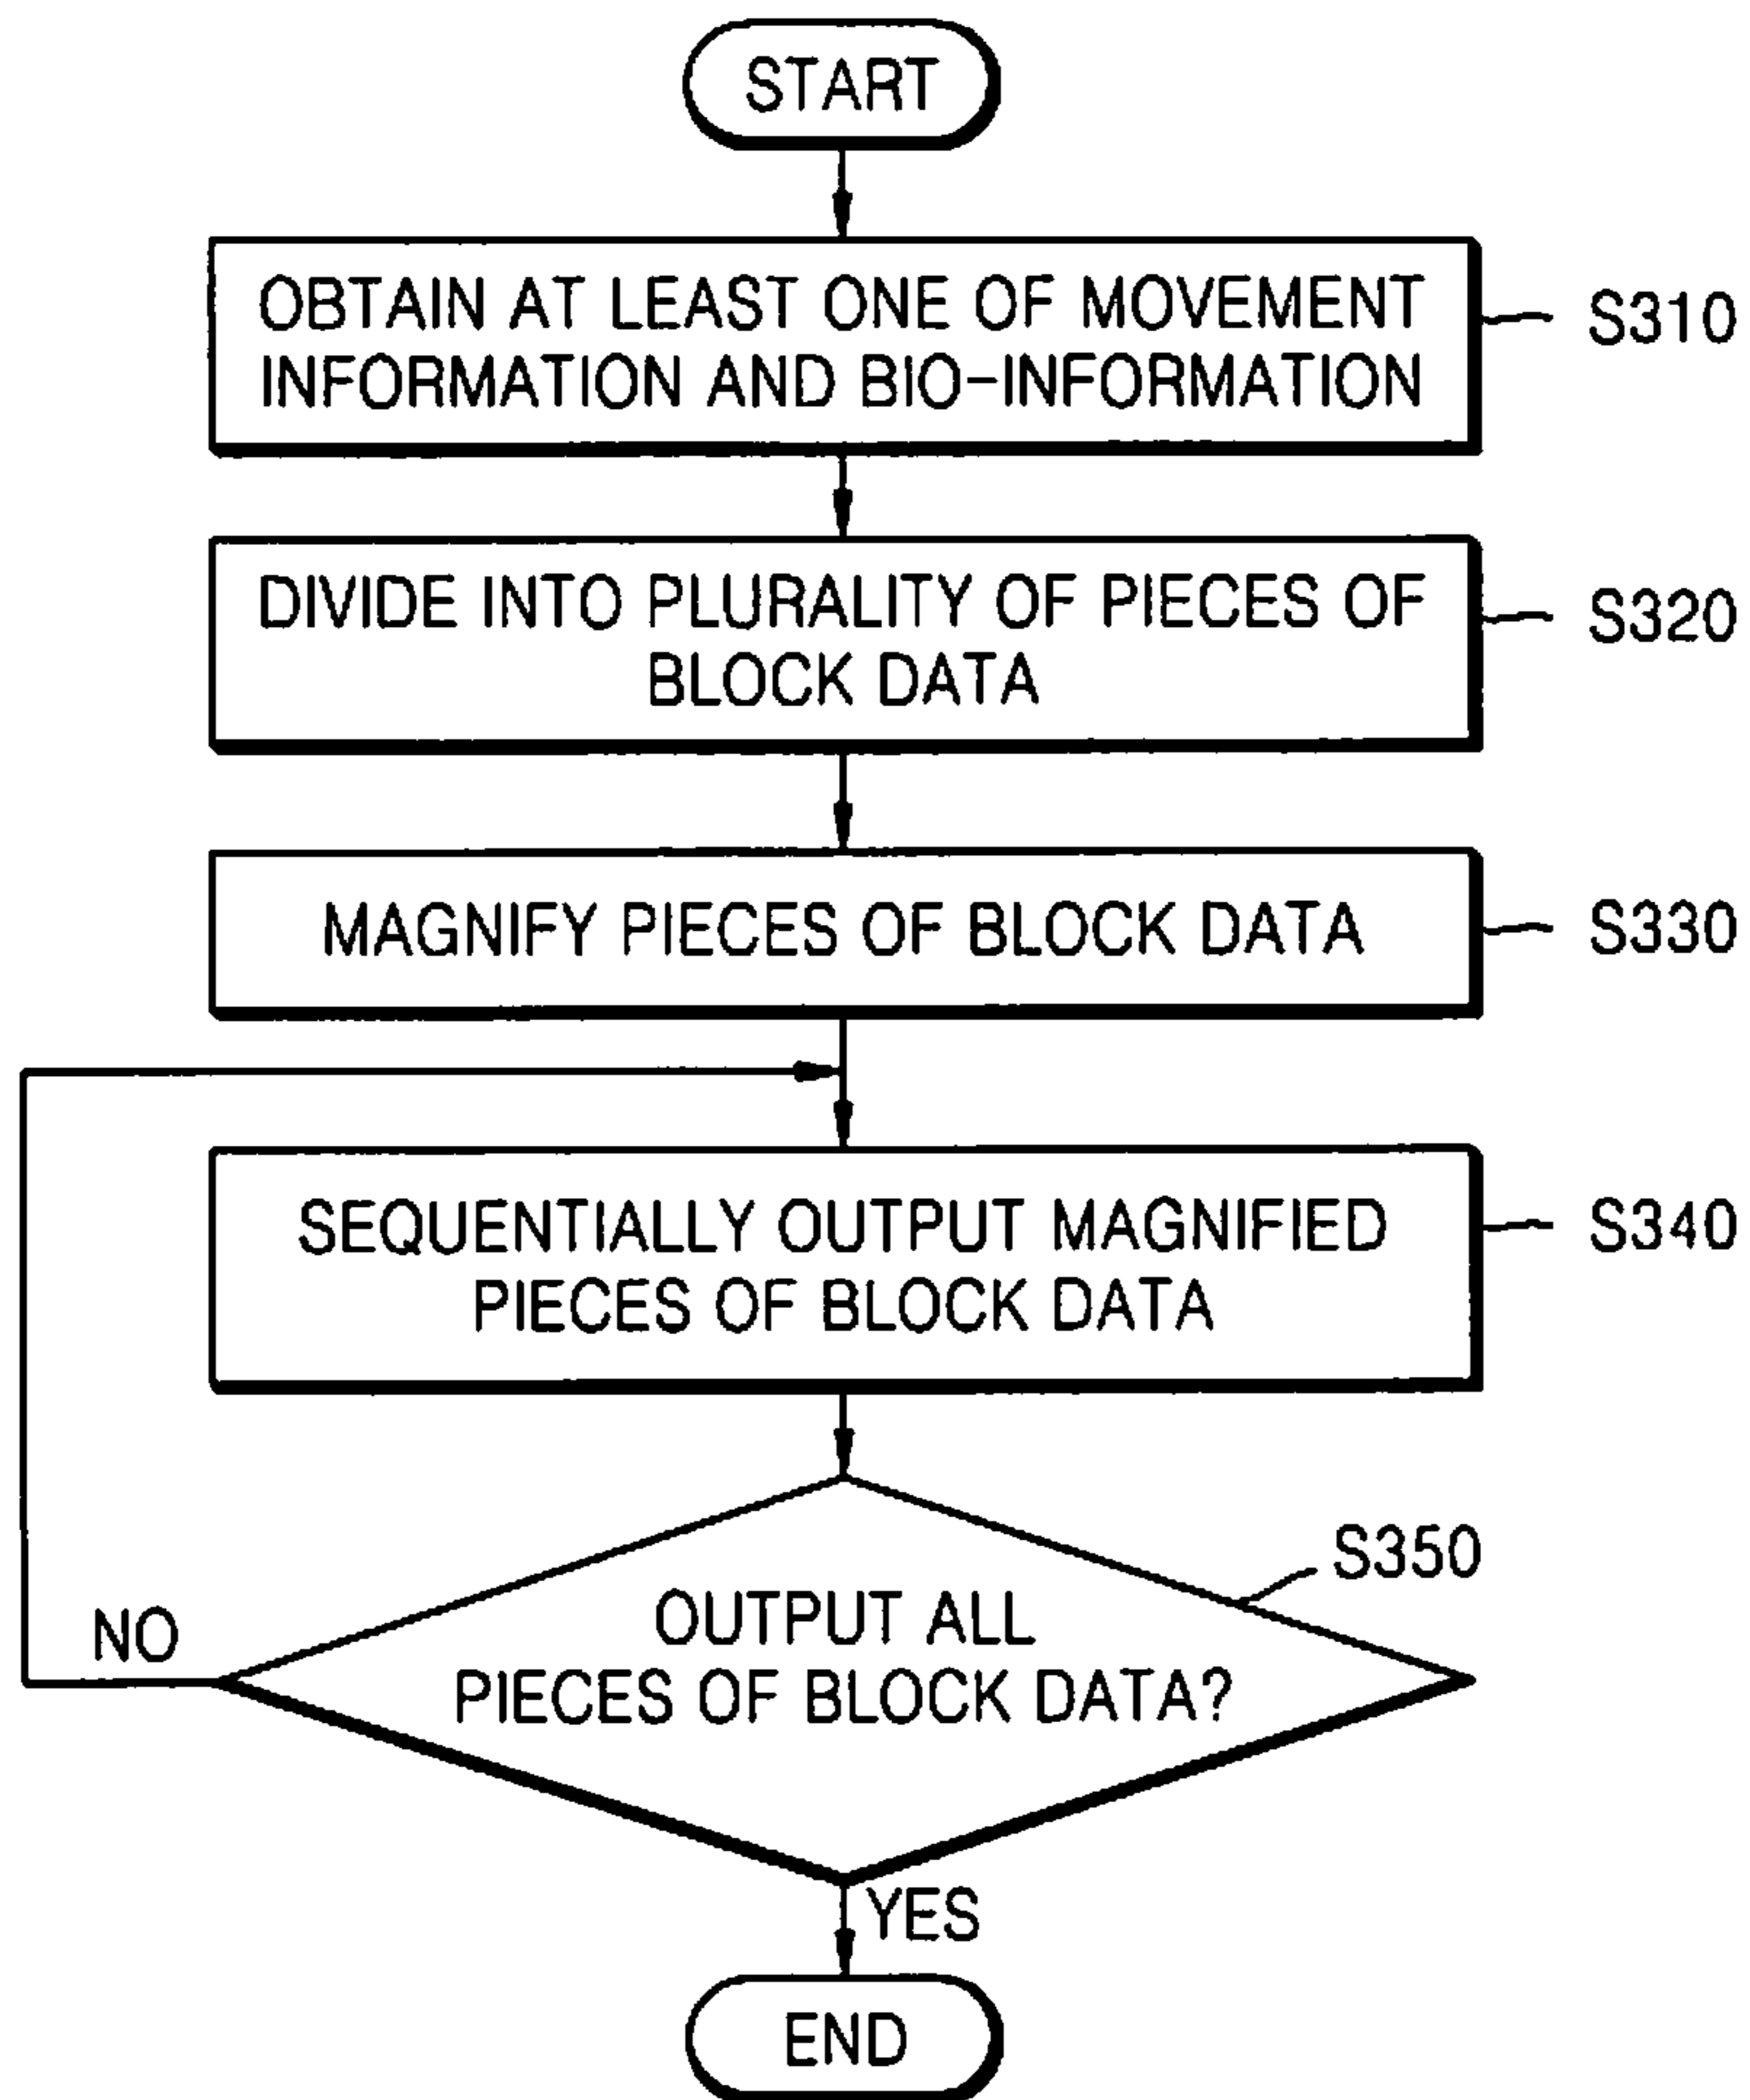 START
OBTAIN AT LEAST ONE OF MOVEMENT
INFORMATION AND BIO-INFORMATION
S310
DIVIDE INTO PLURALITY OF PIECES OF
BLOCK DATA
S320
MAGNIFY PIECES OF BLOCK DATA
S330
SEQUENTIALLY OUTPUT MAGNIFIED
PIECES OF BLOCK DATA
S340
S350
OUTPUT ALL
PIECES OF BLOCK DATA?
NO
YES
END